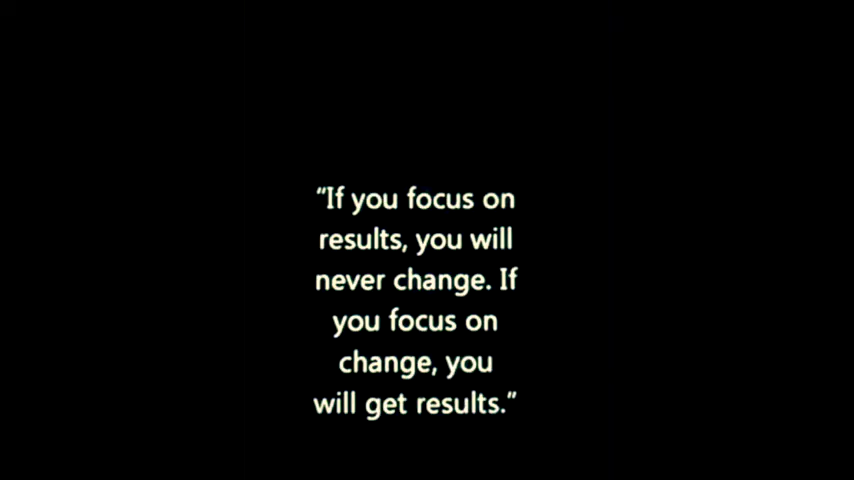 “If you focus on
results, you will
never change. If
you focus on
change, you
will get results.”